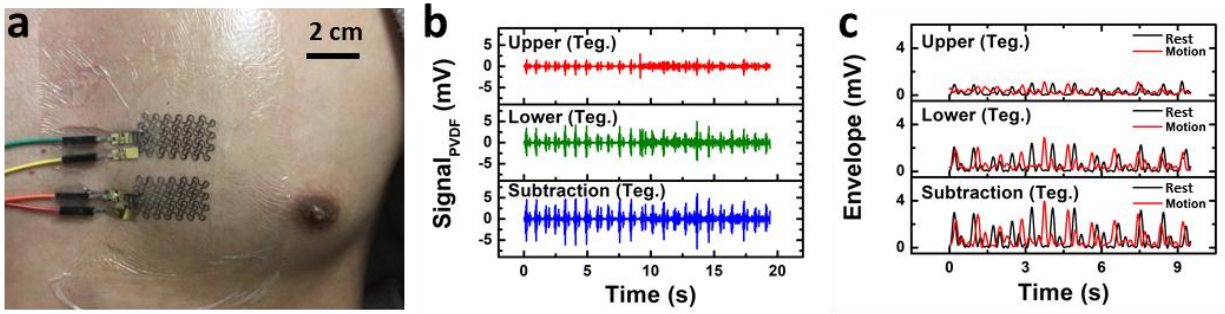 a
2 cm
b
Upper (Teg.)
Lower (Teg.)
Subtraction (Teg.)
5
0
-5
5
0
-5
5
0
-5
0 5 10 15 20
Signal_PVDF (mV)
Time (s)
c
Upper (Teg.)
Rest
Motion
Lower (Teg.)
Rest
Motion
Subtraction (Teg.)
Rest
Motion
4
0
4
0
4
0
0 3 6 9
Envelope (mV)
Time (s)